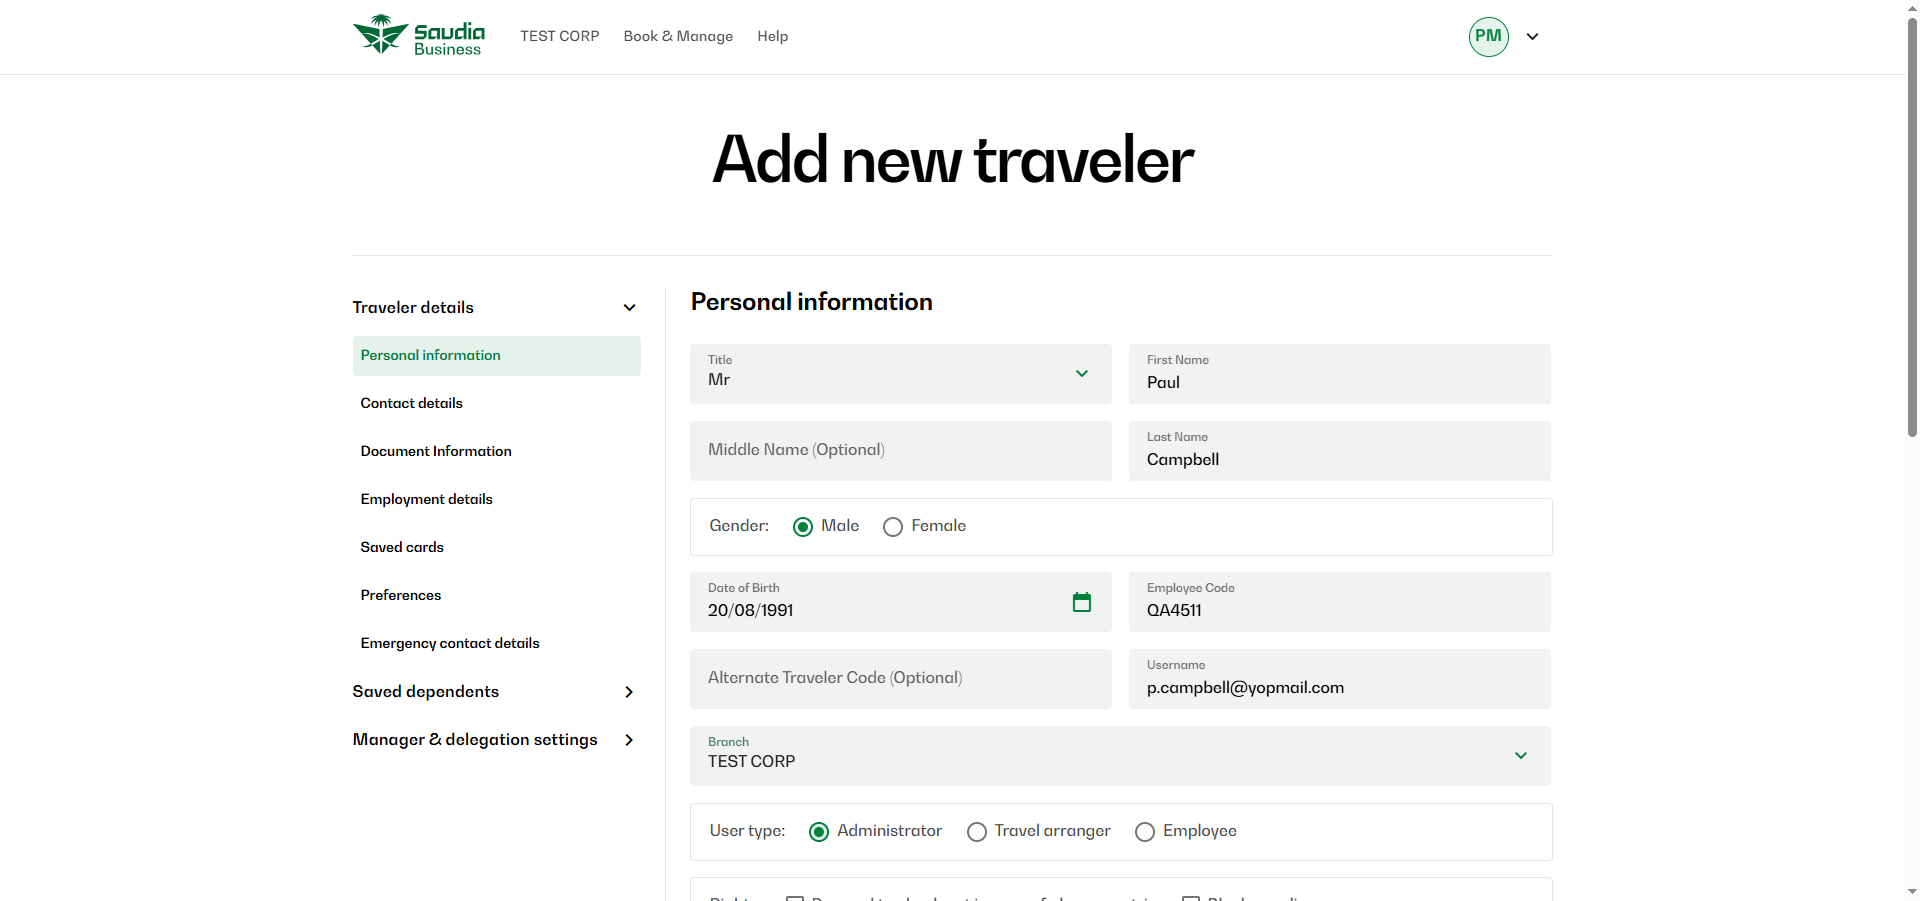 Saudia
Business
TEST CORP
Book & Manage
Help
PM
Add new traveler
Traveler details
Personal information
Contact details
Document Information
Employment details
Saved cards
Preferences
Emergency contact details
Saved dependents
Manager & delegation settings
Personal information
Title
Mr
First Name
Paul
Middle Name (Optional)
Last Name
Campbell
Gender: Male Female
Date of Birth
20/08/1991
Employee Code
QA4511
Alternate Traveler Code (Optional)
Username
p.campbell@yopmail.com
Branch
TEST CORP
User type: Administrator Travel arranger Employee